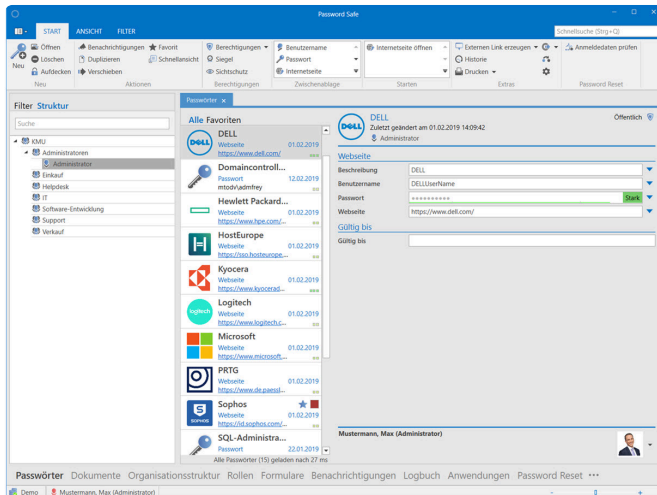 Password Safe
START ANSICHT FILTER
Schnellsuche (Strg+Q)
Neu
Öffnen
Löschen
Aufdecken
Neu
Benachrichtigungen
Duplizieren
Verschieben
Favorit
Schnellansicht
Aktionen
Berechtigungen
Siegel
Sichtschutz
Berechtigungen
Benutzername
Passwort
Internetseite
Zwischenablage
Internetseite öffnen
Starten
Externen Link erzeugen
Historie
Drucken
Extras
Anmeldedaten prüfen
Password Reset
Filter Struktur
Suche
KMU
Administratoren
Administrator
Einkauf
Helpdesk
IT
Software-Entwicklung
Support
Verkauf
Passwörter x
Alle Favoriten
DELL
Webseite 01.02.2019
https://www.dell.com/
Domaincontroll...
Passwort 12.02.2019
mtodv\admfrey
Hewlett Packard...
Webseite 01.02.2019
https://www.hpe.com/
HostEurope
Webseite 01.02.2019
https://sso.hosteurope,...
Kyocera
Webseite 01.02.2019
https://www.kyocerad...
logitech
Logitech
Webseite 01.02.2019
https://www.logitech.c...
Microsoft
Webseite 01.02.2019
https://www.microsoft....
PRTG
Webseite 01.02.2019
https://www.de.paessl...
SOPHOS
Sophos
Webseite 01.02.2019
https://id.sophos.com/...
SQL-Administra...
Passwort 22.01.2019
Alle Passwörter (15) geladen nach 27 ms
DELL
DELL Öffentlich
Zuletzt geändert am 01.02.2019 14:09:42
Administrator
Webseite
Beschreibung DELL
Benutzername DELLUserName
Passwort ********** Stark
Webseite https://www.dell.com/
Gültig bis
Gültig bis
Mustermann, Max (Administrator)
Passwörter Dokumente Organisationsstruktur Rollen Formulare Benachrichtigungen Logbuch Anwendungen Password Reset •••
Demo Mustermann, Max (Administrator)